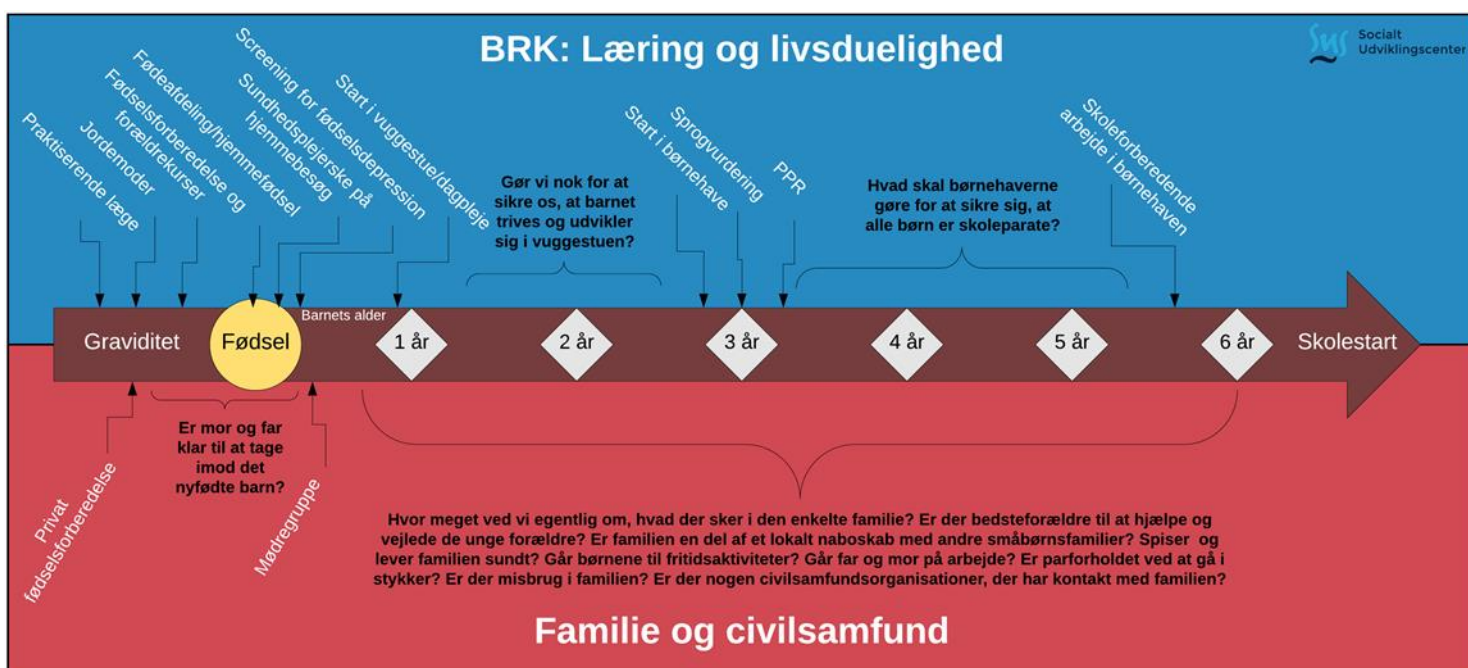 BRK: Læring og livsduelighed
Socialt
Udviklingscenter
Praktiserende læge
Jordemoder
Fødselsforberedelse og
forældrekurser
Fødeafdeling/hjemmefødsel
Sundhedsplejerske på
hjemmebesøg
Screening for fødselsdepression
Start i vuggestue/dagpleje
Gør vi nok for at
sikre os, at barnet
trives og udvikler
sig i vuggestuen?
Start i børnehave
Sprogvurdering
PPR
Hvad skal børnehaverne
gøre for at sikre sig, at
alle børn er skoleparate?
Skoleforberedende
arbejde i børnehaven
Graviditet
Fødsel
Barnets alder
1 år
2 år
3 år
4 år
5 år
6 år
Skolestart
Privat
fødselsforberedelse
Er mor og far
klar til at tage
imod det
nyfødte barn?
Mødregruppe
Hvor meget ved vi egentlig om, hvad der sker i den enkelte familie? Er der bedsteforældre til at hjælpe og
vejlede de unge forældre? Er familien en del af et lokalt naboskab med andre småbørnsfamilier? Spiser og
lever familien sundt? Går børnene til fritidsaktiviteter? Går far og mor på arbejde? Er parforholdet ved at gå i
stykker? Er der misbrug i familien? Er der nogen civilsamfundsorganisationer, der har kontakt med familien?
Familie og civilsamfund